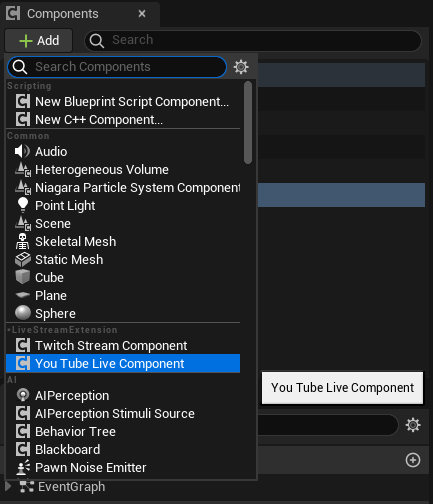 Components
Add
Search
Search Components
Scripting
New Blueprint Script Component...
New C++ Component...
Common
Audio
Heterogeneous Volume
Niagara Particle System Component
Point Light
Scene
Skeletal Mesh
Static Mesh
Cube
Plane
Sphere
•LiveStreamExtension
Twitch Stream Component
You Tube Live Component
AI
You Tube Live Component
AIPerception
AIPerception Stimuli Source
Behavior Tree
Blackboard
Pawn Noise Emitter
EventGraph